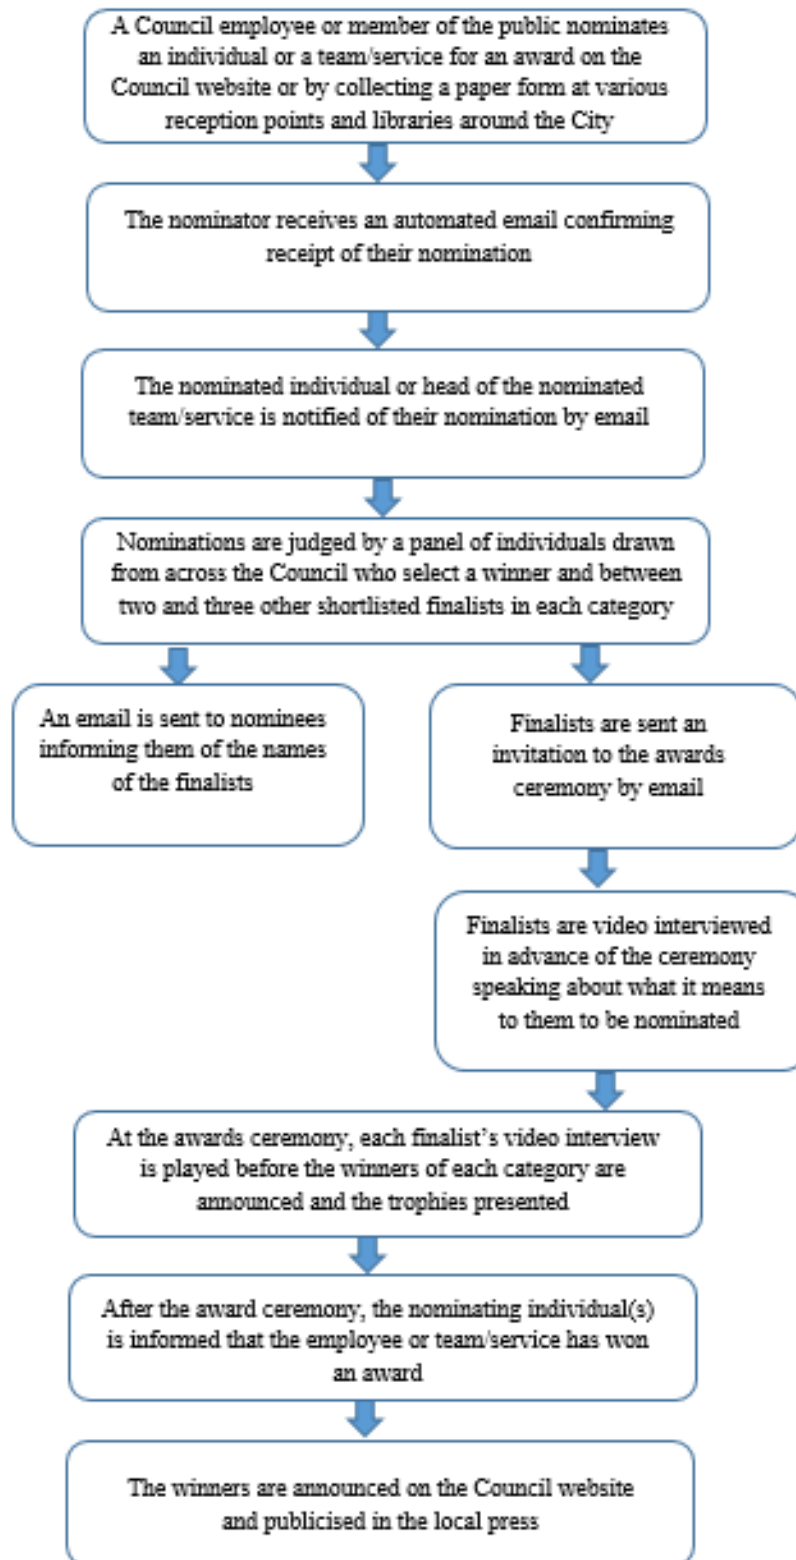 A Council employee or member of the public nominates
an individual or a team/service for an award on the
Council website or by collecting a paper form at various
reception points and libraries around the City
The nominator receives an automated email confirming
receipt of their nomination
The nominated individual or head of the nominated
team/service is notified of their nomination by email
Nominations are judged by a panel of individuals drawn
from across the Council who select a winner and between
two and three other shortlisted finalists in each category
An email is sent to nominees
informing them of the names
of the finalists
Finalists are sent an
invitation to the awards
ceremony by email
Finalists are video interviewed
in advance of the ceremony
speaking about what it means
to them to be nominated
At the awards ceremony, each finalist’s video interview
is played before the winners of each category are
announced and the trophies presented
After the award ceremony, the nominating individual(s)
is informed that the employee or team/service has won
an award
The winners are announced on the Council website
and publicised in the local press